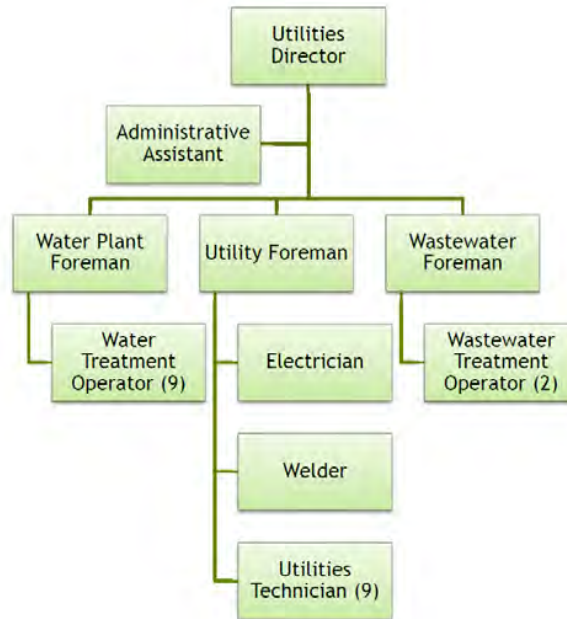 Utilities
Director
Administrative
Assistant
Water Plant
Foreman
Utility Foreman
Wastewater
Foreman
Water
Treatment
Operator (9)
Electrician
Wastewater
Treatment
Operator (2)
Welder
Utilities
Technician (9)